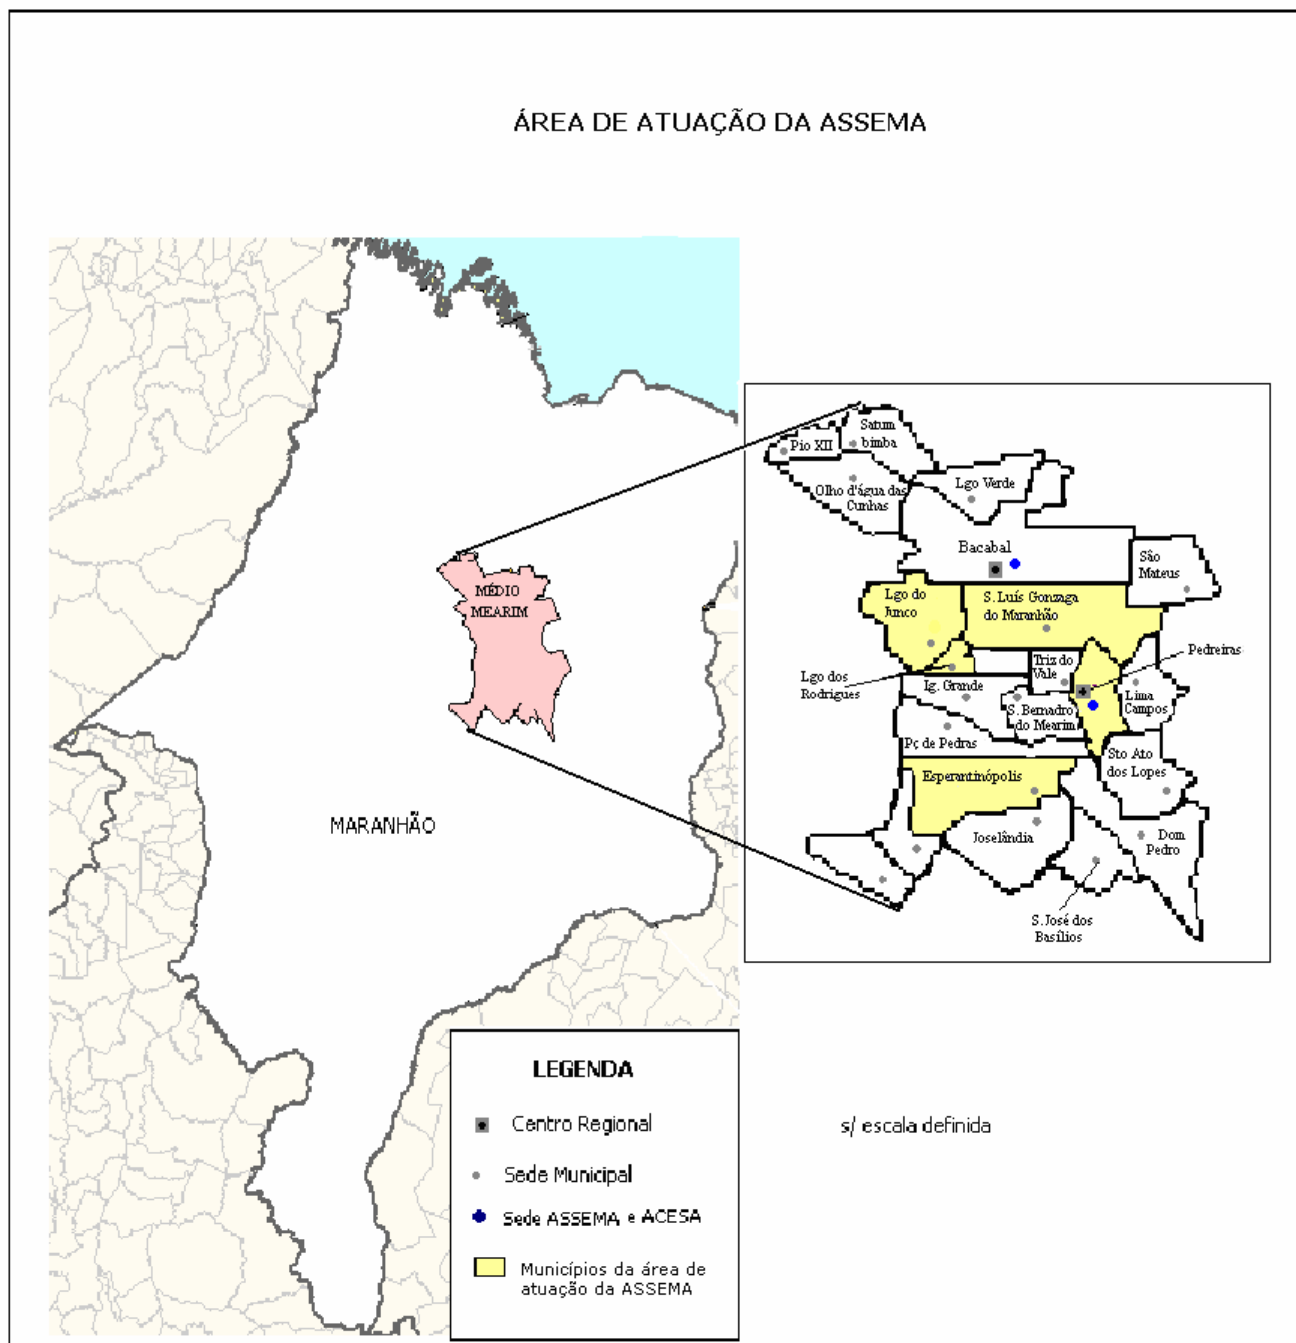 ÁREA DE ATUAÇÃO DA ASSEMA
MÉDIO
MEARIM
MARANHÃO
Satum
bimba
Pio XII
Olho d'água das
Cunhas
Lgo Verde
Bacabal
São
Mateus
Lgo do
Junco
S. Luís Gonzaga
do Maranhão
Pedreiras
Triz do
Vale
Lgo dos
Rodrigues
Ig. Grande
S. Bernadro
do Mearim
Lima
Campos
Pç de Pedras
Sto Ato
dos Lopes
Esperantinópolis
Joselândia
Dom
Pedro
S. José dos
Basílios
LEGENDA
Centro Regional
Sede Municipal
Sede ASSEMA e ACESA
Municípios da área de
atuação da ASSEMA
s/ escala definida